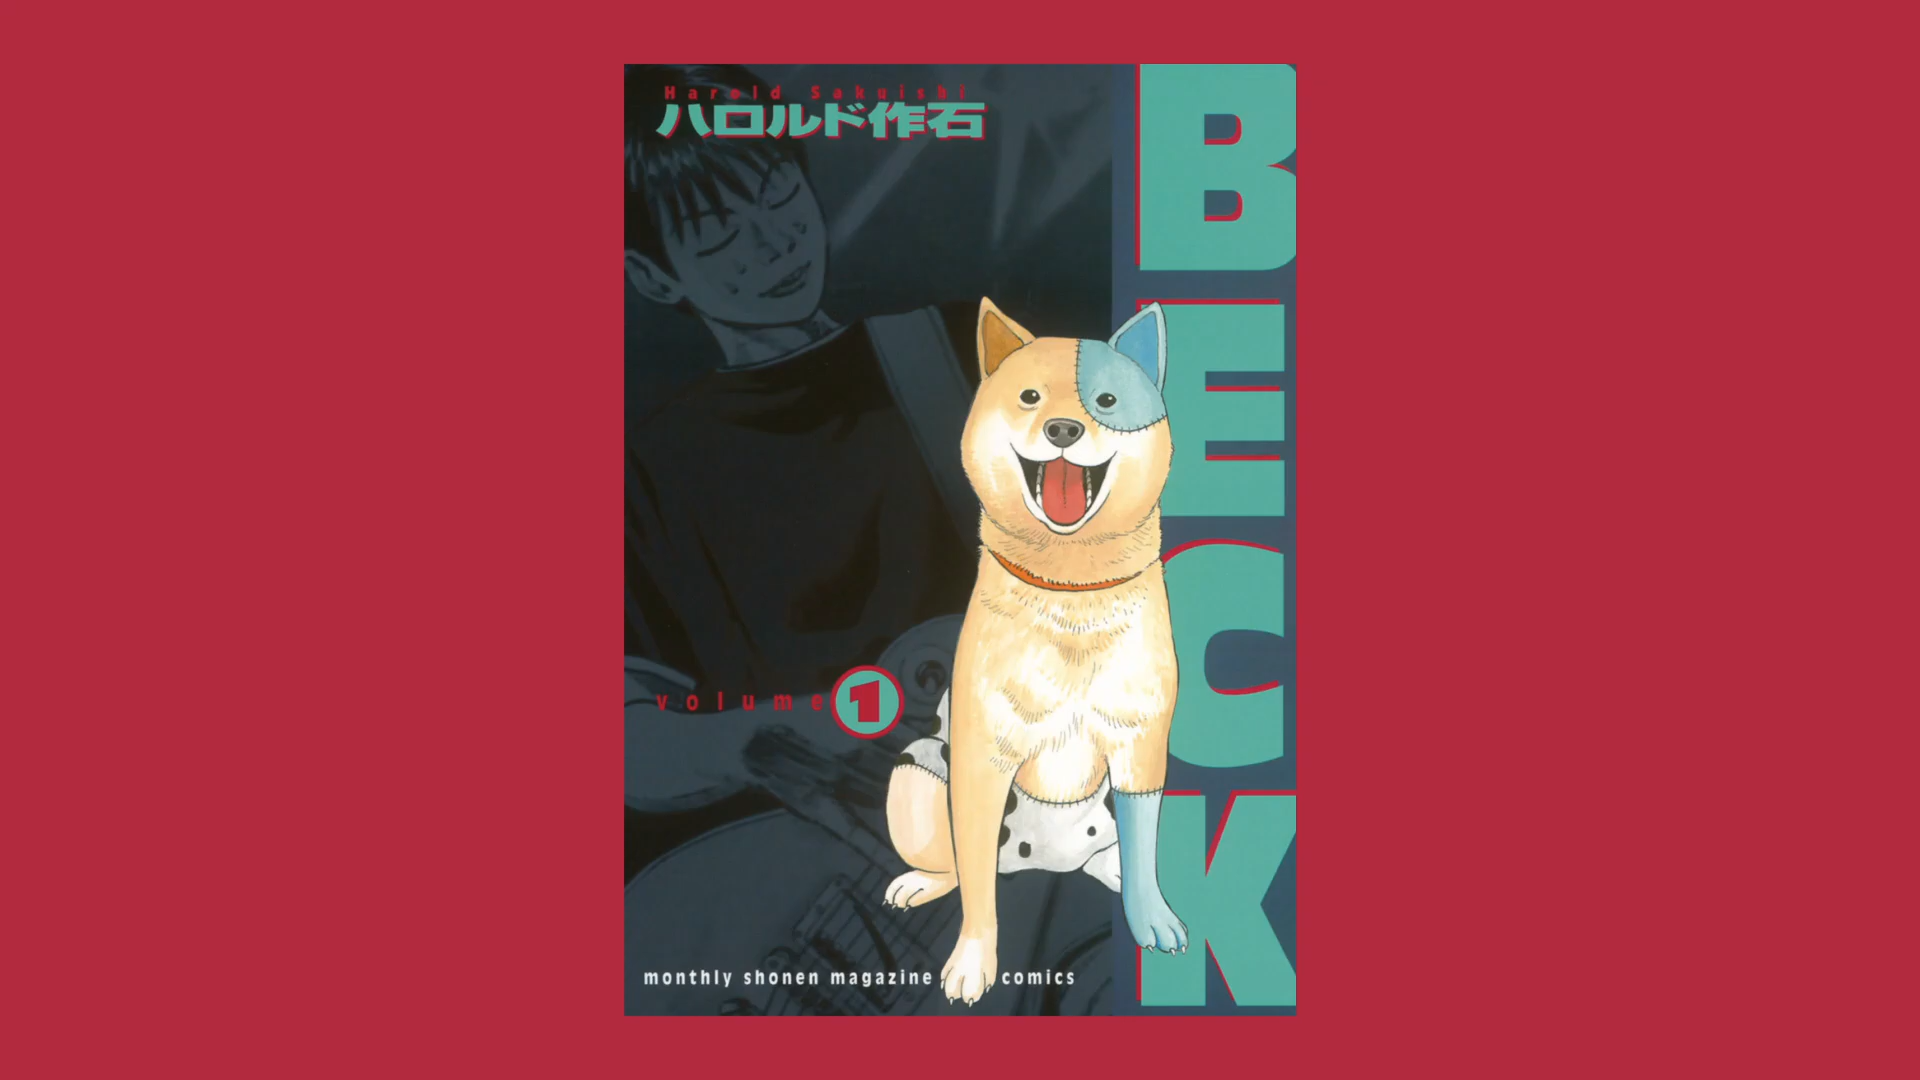 Harold Sakuishi
ハロルド作石
BECK
volume 1
monthly shonen magazine comics